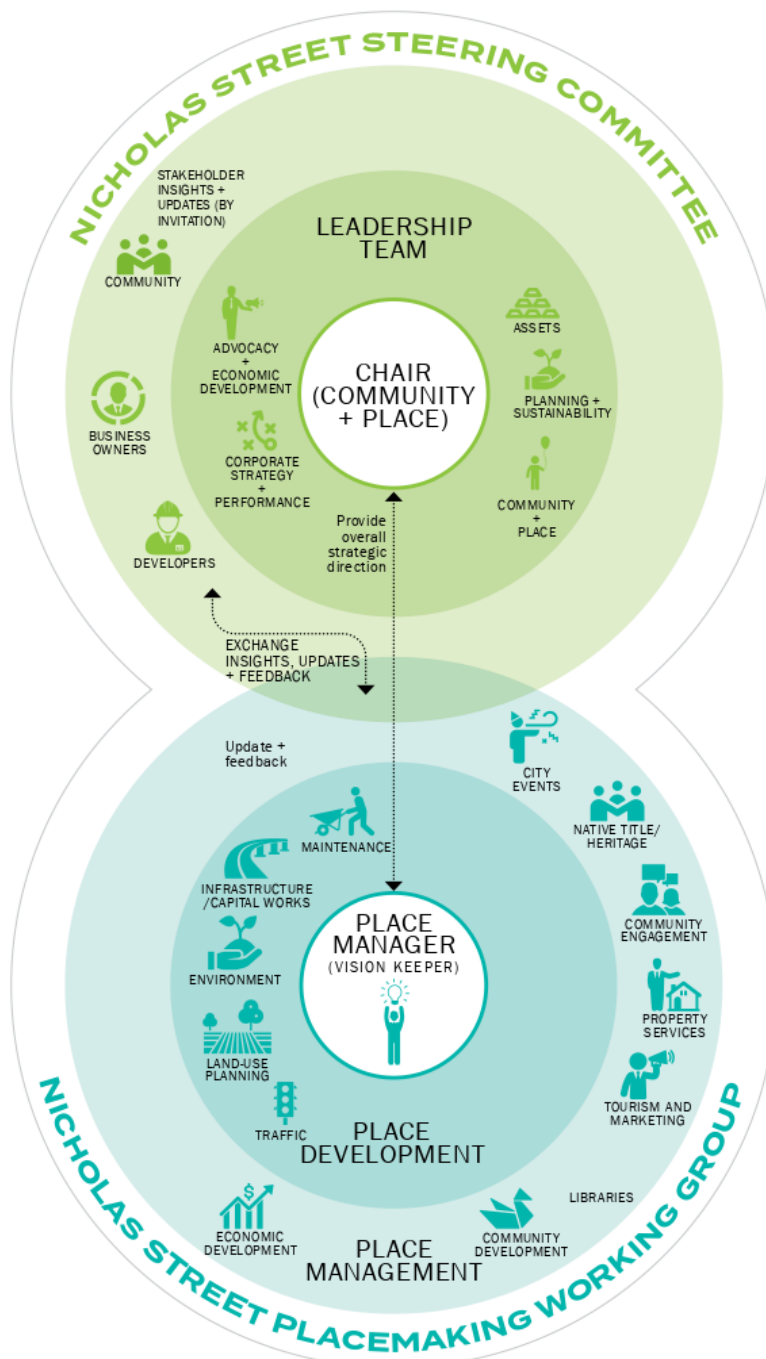 NICHOLAS STREET STEERING COMMITTEE
STAKEHOLDER
INSIGHTS +
UPDATES (BY
INVITATION)
COMMUNITY
BUSINESS
OWNERS
DEVELOPERS
LEADERSHIP
TEAM
ADVOCACY
+
ECONOMIC
DEVELOPMENT
CORPORATE
STRATEGY
+
PERFORMANCE
CHAIR
(COMMUNITY
+ PLACE)
ASSETS
PLANNING +
SUSTAINABILITY
COMMUNITY
+
PLACE
Provide
overall
strategic
direction
EXCHANGE
INSIGHTS, UPDATES
+ FEEDBACK
Update +
feedback
MAINTENANCE
INFRASTRUCTURE
/CAPITAL WORKS
ENVIRONMENT
LAND-USE
PLANNING
TRAFFIC
PLACE
MANAGER
(VISION KEEPER)
PLACE
DEVELOPMENT
CITY
EVENTS
NATIVE TITLE/
HERITAGE
COMMUNITY
ENGAGEMENT
PROPERTY
SERVICES
TOURISM AND
MARKETING
LIBRARIES
COMMUNITY
DEVELOPMENT
ECONOMIC
DEVELOPMENT
$
PLACE
MANAGEMENT
NICHOLAS STREET PLACEMAKING WORKING GROUP